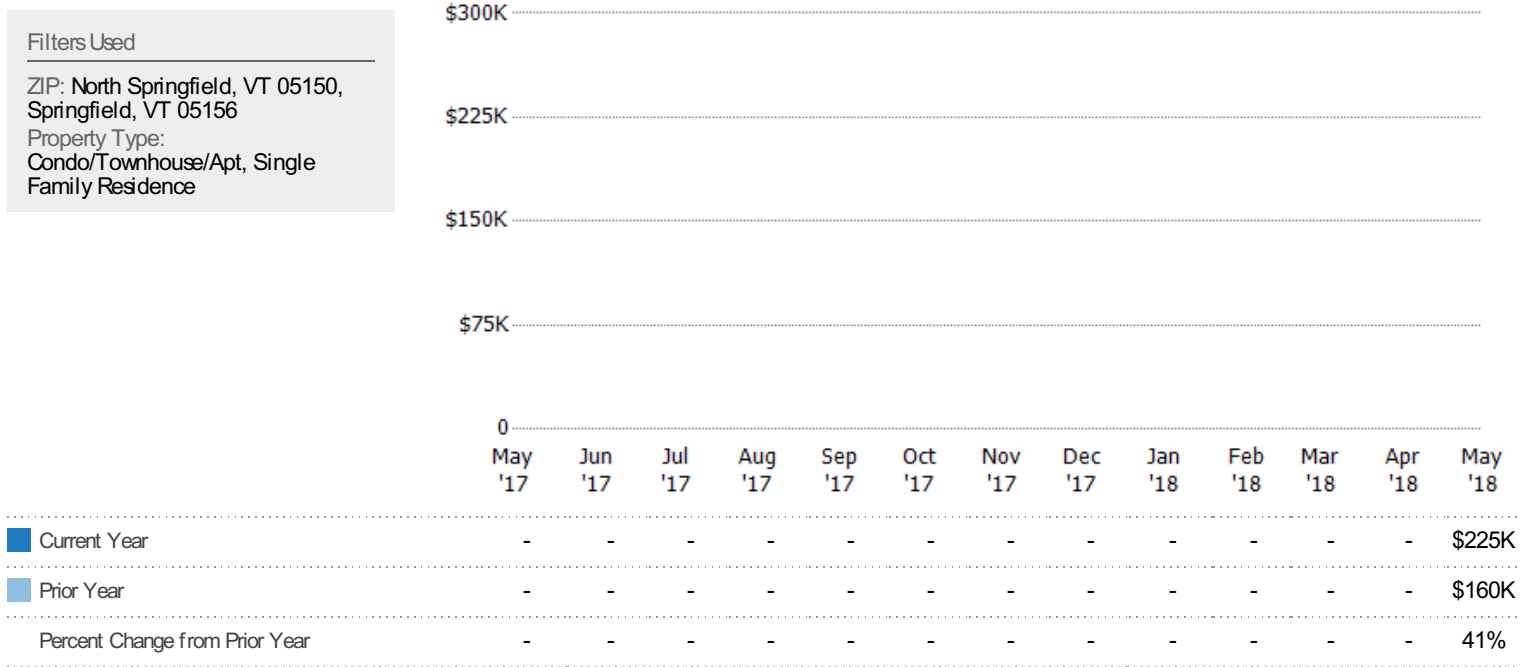 Filters Used
ZIP: North Springfield, VT 05150,
Springfield, VT 05156
Property Type:
Condo/Townhouse/Apt, Single
Family Residence
$300K
$225K
$150K
$75K
0
May Jun Jul Aug Sep Oct Nov Dec Jan Feb Mar Apr May
'17 '17 '17 '17 '17 '17 '17 '17 '18 '18 '18 '18 '18
Current Year - - - - - - - - - - - - $225K
Prior Year - - - - - - - - - - - - $160K
Percent Change from Prior Year - - - - - - - - - - - - 41%